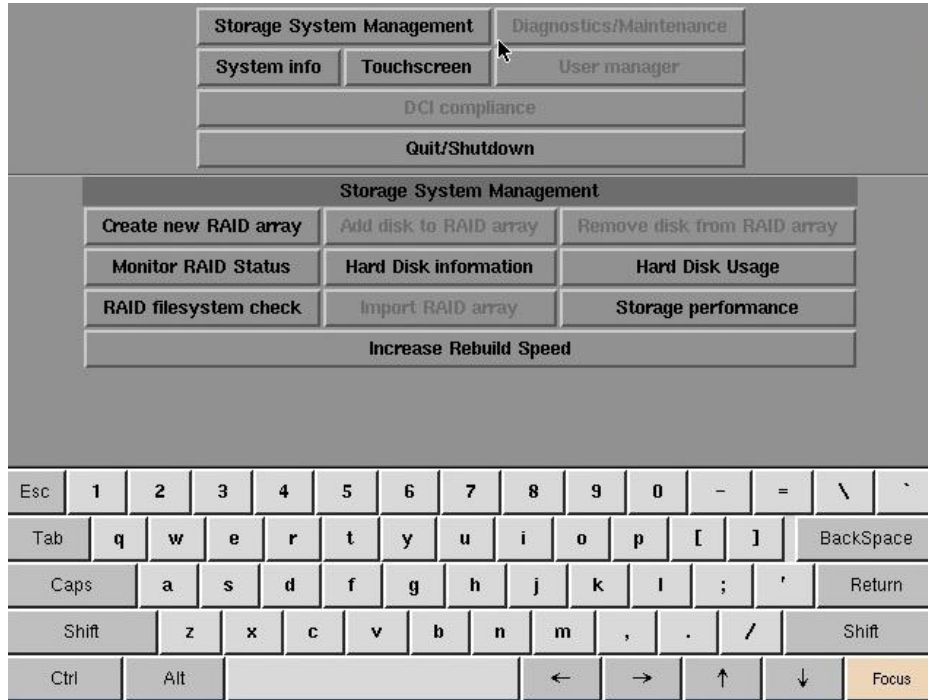 Storage System Management Diagnostics/Maintenance
System info Touchscreen User manager
DCI compliance
Quit/Shutdown
Storage System Management
Create new RAID array Add disk to RAID array Remove disk from RAID array
Monitor RAID Status Hard Disk information Hard Disk Usage
RAID filesystem check Import RAID array Storage performance
Increase Rebuild Speed
Esc 1 2 3 4 5 6 7 8 9 0 - = \ `
Tab q w e r t y u i o p [ ] BackSpace
Caps a s d f g h j k l ; ' Return
Shift z x c v b n m , . / Shift
Ctrl Alt ← → ↑ ↓ Focus